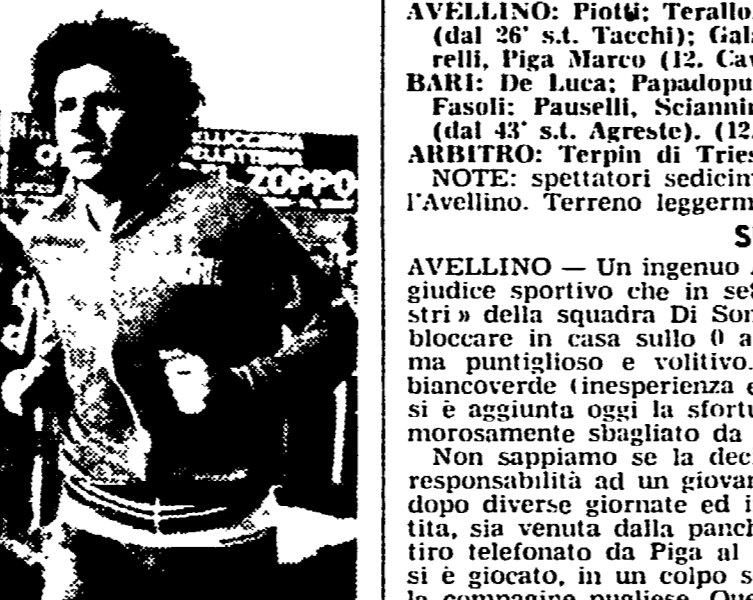 ZOPPO
AVELLINO: Piotti; Terallo,
(dal 26' s.t. Tacchi); Gal
relli, Piga Marco (12. Ca
BARI: De Luca; Papadopu
Fasoli; Pauselli, Sciannin
(dal 43' s.t. Agreste). (12.
ARBITRO: Terpin di Tries
NOTE: spettatori sedicin
l'Avellino. Terreno leggerm
S
AVELLINO — Un ingenuo
giudice sportivo che in set
stri» della squadra Di Son
bloccare in casa sullo 0 a
ma puntiglioso e volitivo.
biancoverde (inesperienza e
si è aggiunta oggi la sfortu
morosamente sbagliato da
Non sappiamo se la deci
responsabilità ad un giovan
dopo diverse giornate ed i
tita, sia venuta dalla panch
tiro telefonato da Piga al
si è giocato, in un colpo s
la compagine pugliese. Que